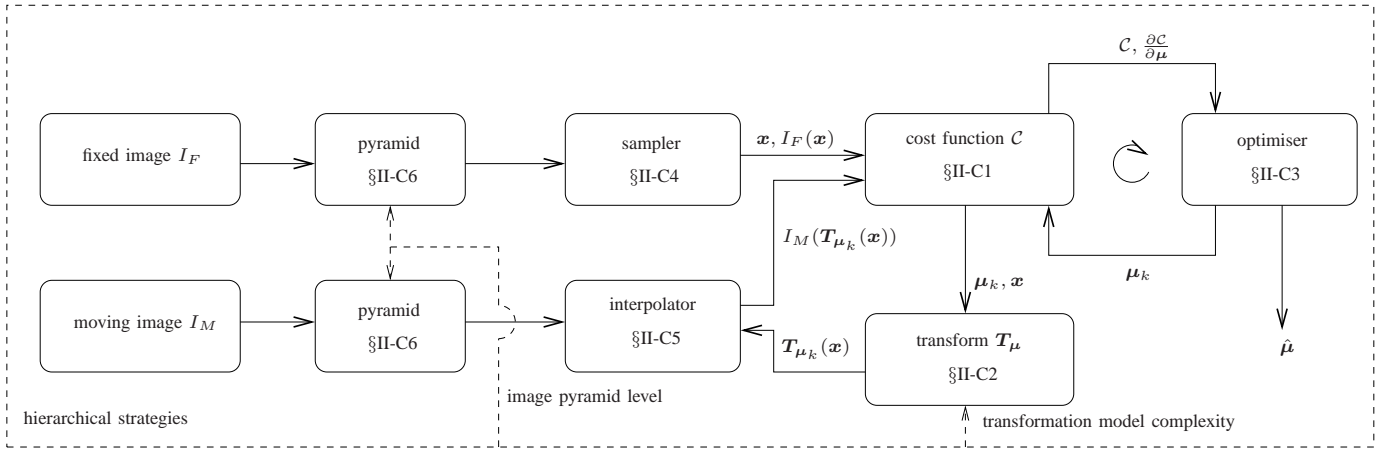 𝒞, ∂𝒞/∂𝝁
fixed image I_F
pyramid
§II-C6
sampler
§II-C4
𝒙, I_F(𝒙)
cost function 𝒞
§II-C1
optimiser
§II-C3
I_M(𝑻_𝝁ₖ(𝒙))
𝝁ₖ
moving image I_M
pyramid
§II-C6
interpolator
§II-C5
𝝁ₖ, 𝒙
𝑻_𝝁ₖ(𝒙)
transform 𝑻_𝝁
§II-C2
𝝁̂
image pyramid level
hierarchical strategies
transformation model complexity